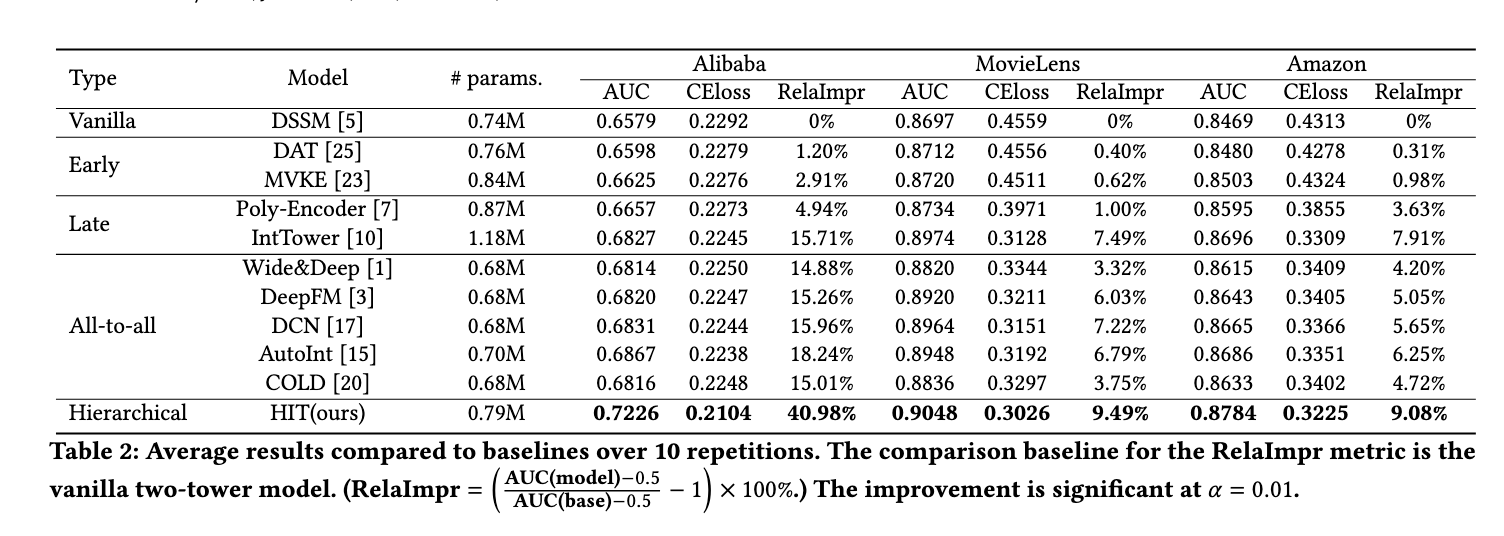 Alibaba MovieLens Amazon
Type Model # params. AUC CEloss RelaImpr AUC CEloss RelaImpr AUC CEloss RelaImpr
Vanilla DSSM [5] 0.74M 0.6579 0.2292 0% 0.8697 0.4559 0% 0.8469 0.4313 0%
Early DAT [25] 0.76M 0.6598 0.2279 1.20% 0.8712 0.4556 0.40% 0.8480 0.4278 0.31%
MVKE [23] 0.84M 0.6625 0.2276 2.91% 0.8720 0.4511 0.62% 0.8503 0.4324 0.98%
Late Poly-Encoder [7] 0.87M 0.6657 0.2273 4.94% 0.8734 0.3971 1.00% 0.8595 0.3855 3.63%
IntTower [10] 1.18M 0.6827 0.2245 15.71% 0.8974 0.3128 7.49% 0.8696 0.3309 7.91%
Wide&Deep [1] 0.68M 0.6814 0.2250 14.88% 0.8820 0.3344 3.32% 0.8615 0.3409 4.20%
DeepFM [3] 0.68M 0.6820 0.2247 15.26% 0.8920 0.3211 6.03% 0.8643 0.3405 5.05%
All-to-all DCN [17] 0.68M 0.6831 0.2244 15.96% 0.8964 0.3151 7.22% 0.8665 0.3366 5.65%
AutoInt [15] 0.70M 0.6867 0.2238 18.24% 0.8948 0.3192 6.79% 0.8686 0.3351 6.25%
COLD [20] 0.68M 0.6816 0.2248 15.01% 0.8836 0.3297 3.75% 0.8633 0.3402 4.72%
Hierarchical HIT(ours) 0.79M 0.7226 0.2104 40.98% 0.9048 0.3026 9.49% 0.8784 0.3225 9.08%
Table 2: Average results compared to baselines over 10 repetitions. The comparison baseline for the RelaImpr metric is the
vanilla two-tower model. (RelaImpr = (AUC(model)−0.5 / AUC(base)−0.5 − 1) × 100%.) The improvement is significant at α = 0.01.